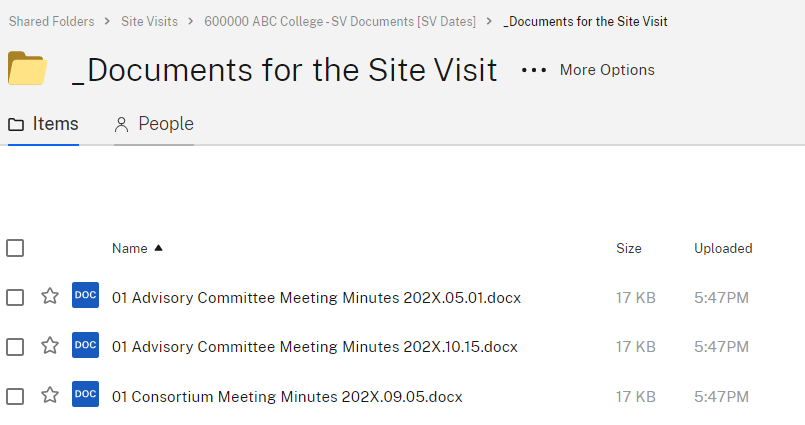 Shared Folders > Site Visits > 600000 ABC College - SV Documents [SV Dates] > _Documents for the Site Visit
_Documents for the Site Visit ••• More Options
Items People
Name Size Uploaded
DOC 01 Advisory Committee Meeting Minutes 202X.05.01.docx 17 KB 5:47PM
DOC 01 Advisory Committee Meeting Minutes 202X.10.15.docx 17 KB 5:47PM
DOC 01 Consortium Meeting Minutes 202X.09.05.docx 17 KB 5:47PM